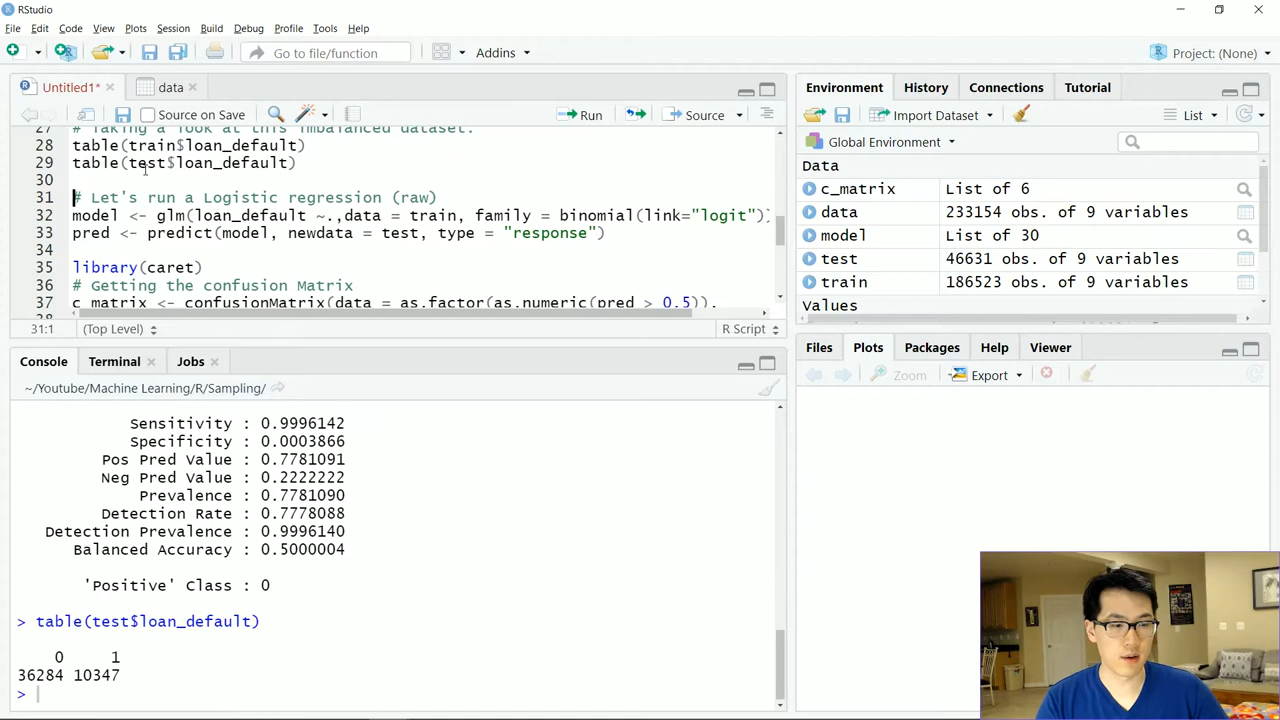 RStudio
File Edit Code View Plots Session Build Debug Profile Tools Help
Go to file/function Addins Project: (None)
Untitled1* data
Source on Save Run Source
27 # Taking a look at this imbalanced dataset.
28 table(train$loan_default)
29 table(test$loan_default)
30
31 # Let's run a Logistic regression (raw)
32 model <- glm(loan_default ~.,data = train, family = binomial(link="logit"))
33 pred <- predict(model, newdata = test, type = "response")
34
35 library(caret)
36 # Getting the confusion Matrix
37 c_matrix <- confusionMatrix(data = as.factor(as.numeric(pred > 0.5)),
38
31:1 (Top Level) R Script
Console Terminal Jobs
~/Youtube/Machine Learning/R/Sampling/
Sensitivity : 0.9996142
Specificity : 0.0003866
Pos Pred Value : 0.7781091
Neg Pred Value : 0.2222222
Prevalence : 0.7781090
Detection Rate : 0.7778088
Detection Prevalence : 0.9996140
Balanced Accuracy : 0.5000004
'Positive' Class : 0
> table(test$loan_default)
0 1
36284 10347
>
Environment History Connections Tutorial
Import Dataset List
Global Environment
Data
c_matrix List of 6
data 233154 obs. of 9 variables
model List of 30
test 46631 obs. of 9 variables
train 186523 obs. of 9 variables
Values
Files Plots Packages Help Viewer
Zoom Export